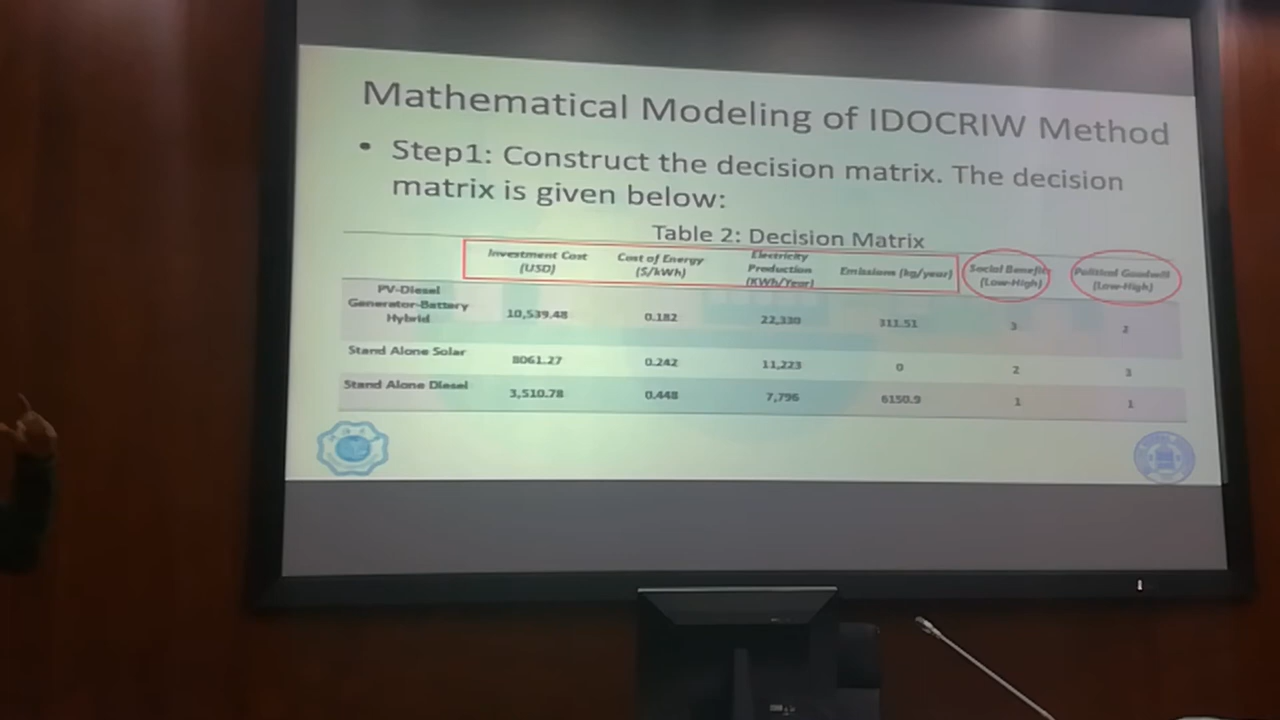 Mathematical Modeling of IDOCRIW Method
• Step1: Construct the decision matrix. The decision
matrix is given below:
Table 2: Decision Matrix
Investment Cost (USD) Cost of Energy ($/kWh) Electricity Production (KWh/Year) Emissions (kg/year) Social Benefit (Low-High) Political Goodwill (Low-High)
PV-Diesel Generator-Battery Hybrid 10,539.48 0.182 22,330 311.51 3 2
Stand Alone Solar 8061.27 0.242 11,223 0 2 3
Stand Alone Diesel 3,510.78 0.448 7,796 6150.9 1 1